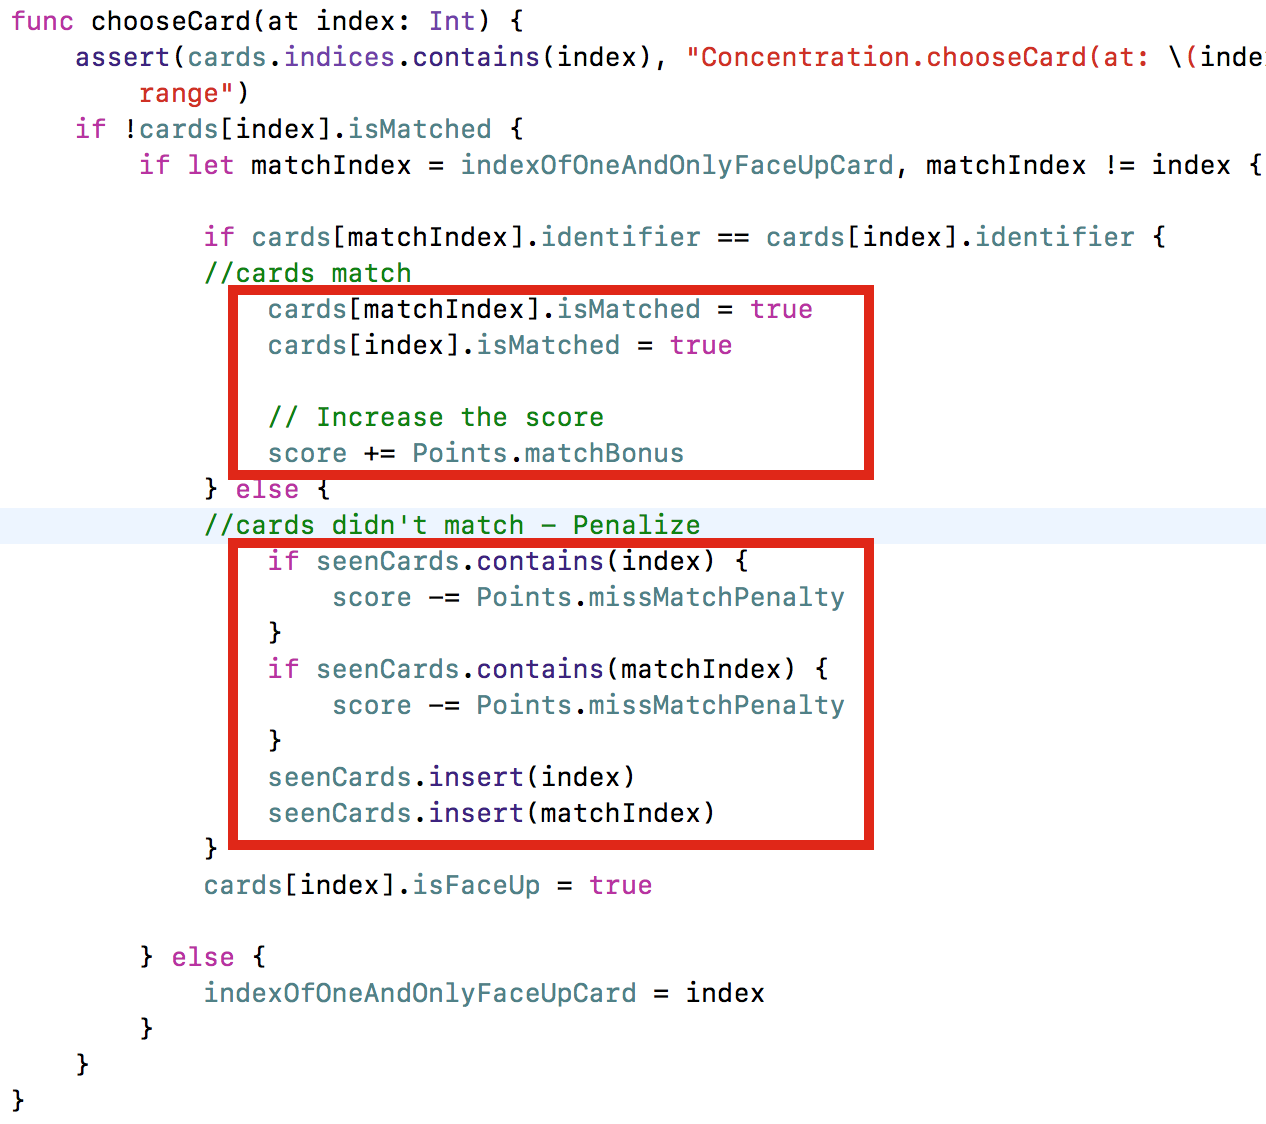 func chooseCard(at index: Int) {
    assert(cards.indices.contains(index), "Concentration.chooseCard(at: \(inde
        range")
    if !cards[index].isMatched {
        if let matchIndex = indexOfOneAndOnlyFaceUpCard, matchIndex != index {
            if cards[matchIndex].identifier == cards[index].identifier {
            //cards match
                cards[matchIndex].isMatched = true
                cards[index].isMatched = true
                // Increase the score
                score += Points.matchBonus
            } else {
            //cards didn't match – Penalize
                if seenCards.contains(index) {
                    score -= Points.missMatchPenalty
                }
                if seenCards.contains(matchIndex) {
                    score -= Points.missMatchPenalty
                }
                seenCards.insert(index)
                seenCards.insert(matchIndex)
            }
            cards[index].isFaceUp = true
        } else {
            indexOfOneAndOnlyFaceUpCard = index
        }
    }
}